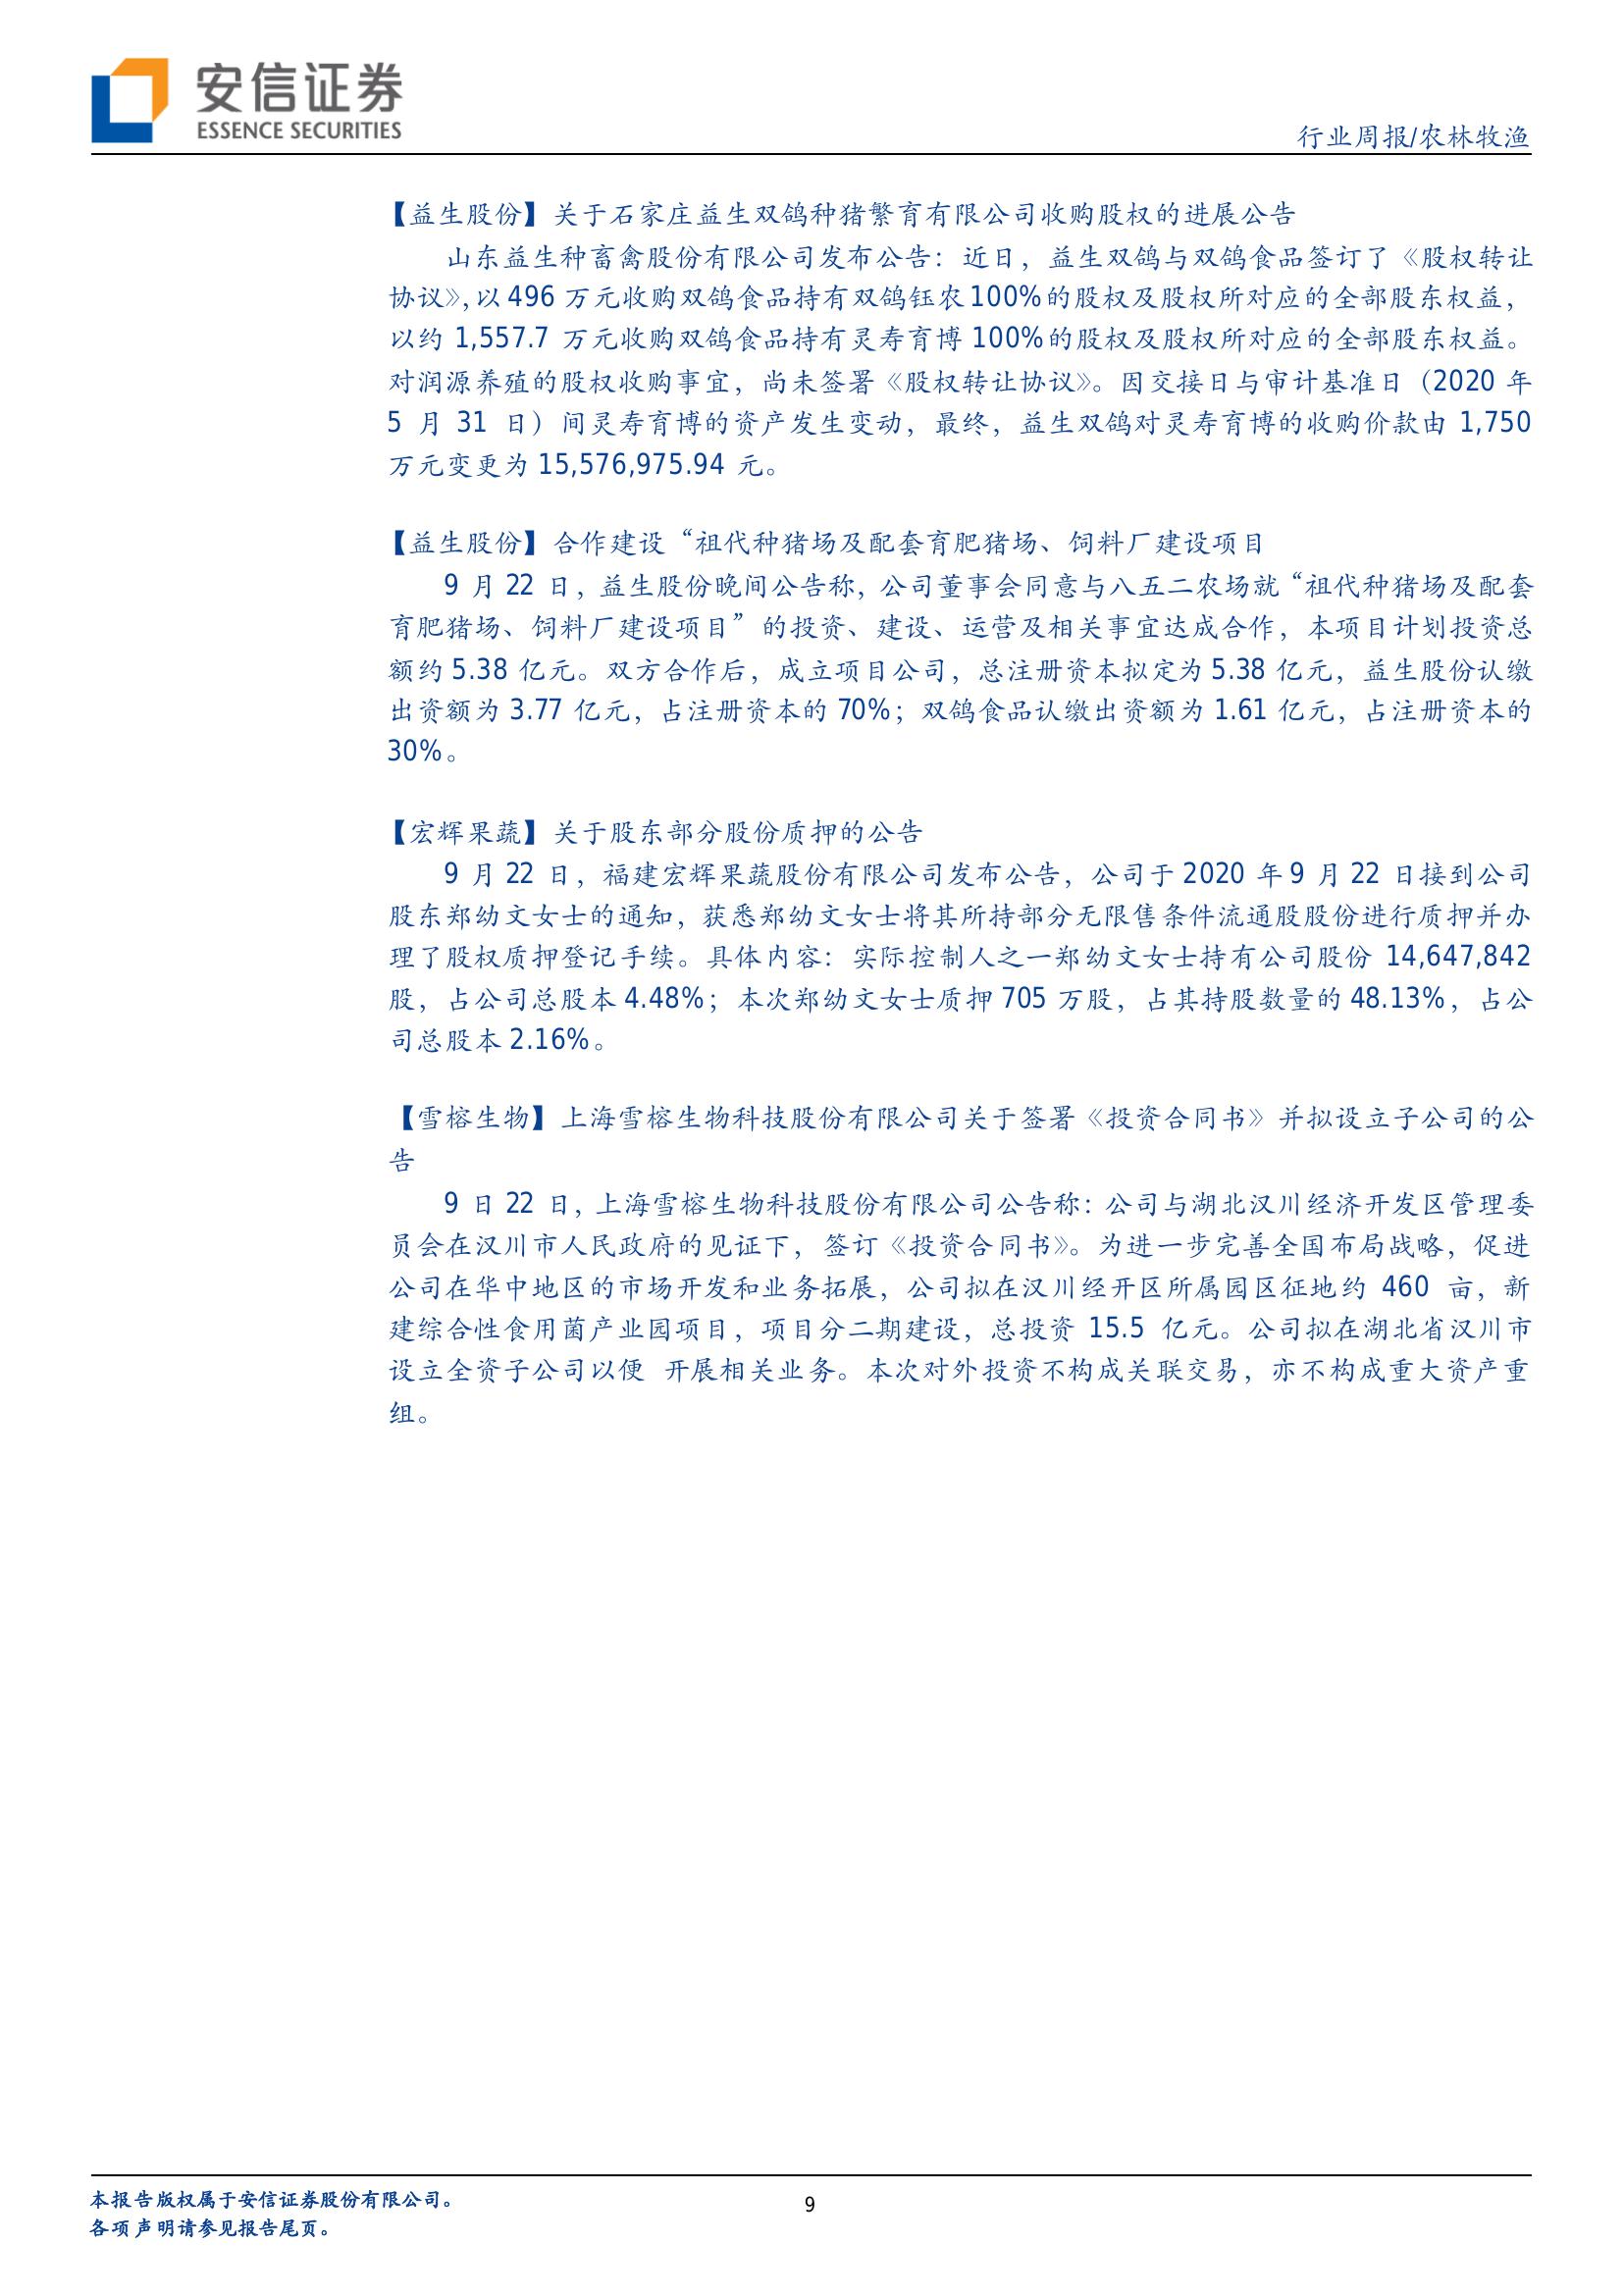 安信证券
ESSENCE SECURITIES
行业周报/农林牧渔
【益生股份】关于石家庄益生双鸽种猪繁育有限公司收购股权的进展公告
山东益生种畜禽股份有限公司发布公告：近日，益生双鸽与双鸽食品签订了《股权转让
协议》，以 496 万元收购双鸽食品持有双鸽钰农 100%的股权及股权所对应的全部股东权益，
以约 1,557.7 万元收购双鸽食品持有灵寿育博 100%的股权及股权所对应的全部股东权益。
对润源养殖的股权收购事宜，尚未签署《股权转让协议》。因交接日与审计基准日（2020 年
5 月 31 日）间灵寿育博的资产发生变动，最终，益生双鸽对灵寿育博的收购价款由 1,750
万元变更为 15,576,975.94 元。
【益生股份】合作建设“祖代种猪场及配套育肥猪场、饲料厂建设项目
9 月 22 日，益生股份晚间公告称，公司董事会同意与八五二农场就“祖代种猪场及配套
育肥猪场、饲料厂建设项目”的投资、建设、运营及相关事宜达成合作，本项目计划投资总
额约 5.38 亿元。双方合作后，成立项目公司，总注册资本拟定为 5.38 亿元，益生股份认缴
出资额为 3.77 亿元，占注册资本的 70%；双鸽食品认缴出资额为 1.61 亿元，占注册资本的
30%。
【宏辉果蔬】关于股东部分股份质押的公告
9 月 22 日，福建宏辉果蔬股份有限公司发布公告，公司于 2020 年 9 月 22 日接到公司
股东郑幼文女士的通知，获悉郑幼文女士将其所持部分无限售条件流通股股份进行质押并办
理了股权质押登记手续。具体内容：实际控制人之一郑幼文女士持有公司股份 14,647,842
股，占公司总股本 4.48%；本次郑幼文女士质押 705 万股，占其持股数量的 48.13%，占公
司总股本 2.16%。
【雪榕生物】上海雪榕生物科技股份有限公司关于签署《投资合同书》并拟设立子公司的公
告
9 日 22 日，上海雪榕生物科技股份有限公司公告称：公司与湖北汉川经济开发区管理委
员会在汉川市人民政府的见证下，签订《投资合同书》。为进一步完善全国布局战略，促进
公司在华中地区的市场开发和业务拓展，公司拟在汉川经开区所属园区征地约 460 亩，新
建综合性食用菌产业园项目，项目分二期建设，总投资 15.5 亿元。公司拟在湖北省汉川市
设立全资子公司以便 开展相关业务。本次对外投资不构成关联交易，亦不构成重大资产重
组。
本报告版权属于安信证券股份有限公司。
各项声明请参见报告尾页。
9